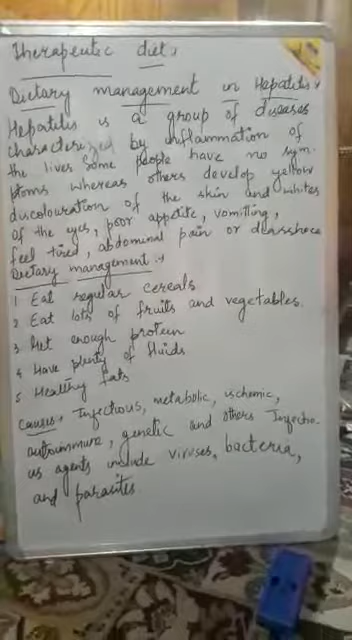 Therapeutic diet :
Dietary management in Hepatitis :
Hepatitis is a group of diseases
characterized by inflammation of
the liver Some people have no sym-
ptoms whereas others develop yellow
discolouration of the skin and whites
of the eyes, poor appetite, vomitting,
feel tired, abdominal pain or diarrhoea
Dietary management :
1 Eat regular cereals
2 Eat lots of fruits and vegetables.
3 Get enough protein
4 Have plenty of fluids
5 Healthy fats
Causes : Infectious, metabolic, ischemic,
autoimmune, genetic and others Infectio-
us agents include viruses, bacteria,
and parasites